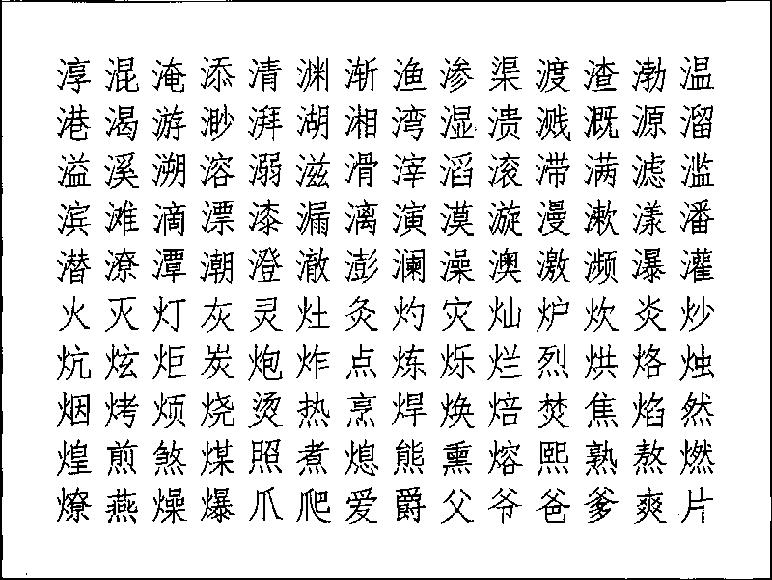 淳混淹添清渊渐渔渗渠渡渣渤温
港渴游渺湃湖湘湾湿溃溅溉源溜
溢溪溯溶溺滋滑滓滔滚滞满滤滥
滨滩滴漂漆漏漓演漠漩漫漱漾潘
潜潦潭潮澄澈澎澜澡澳激濒瀑灌
火灭灯灰灵灶灸灼灾灿炉炊炎炒
炕炫炬炭炮炸点炼烁烂烈烘烙烛
烟烤烦烧烫热烹焊焕焙焚焦焰然
煌煎煞煤照煮熄熊熏熔熙熟熬燃
燎燕燥爆爪爬爱爵父爷爸爹爽片